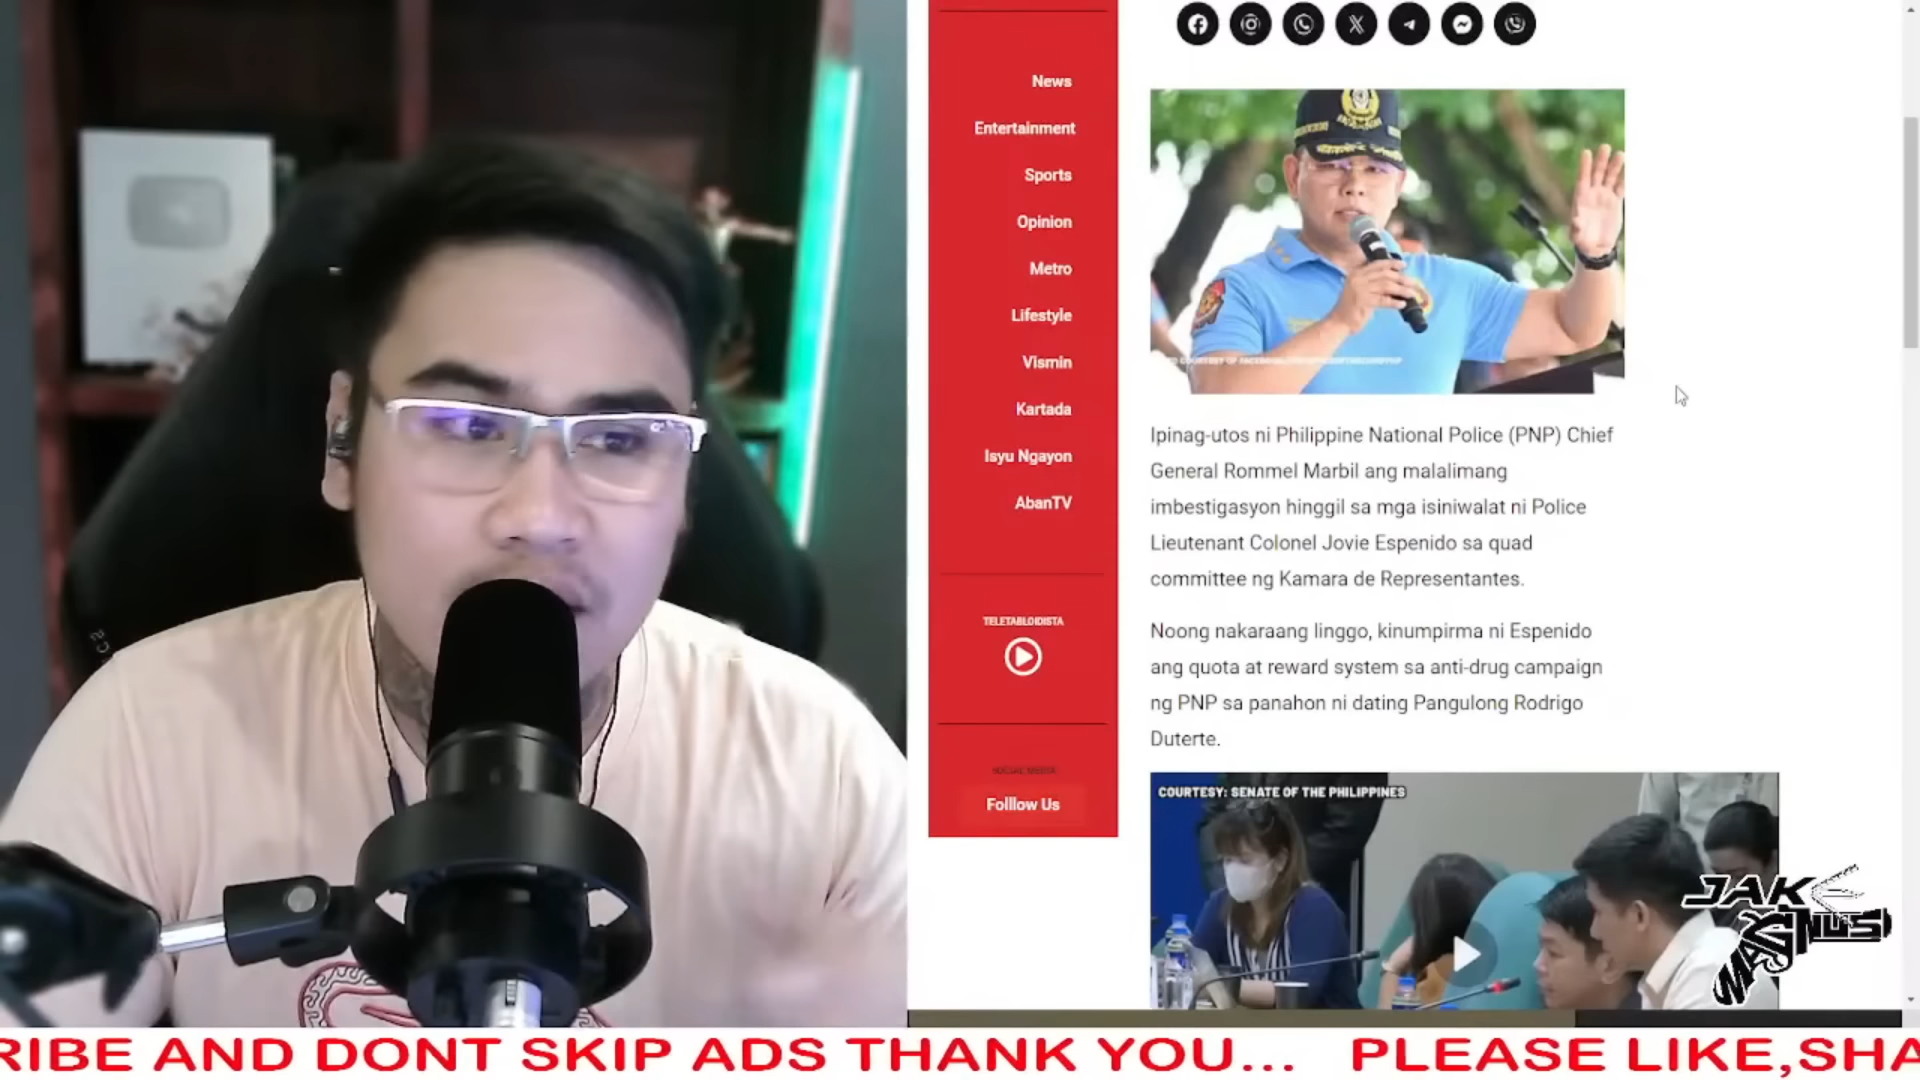 News
Entertainment
Sports
Opinion
Metro
Lifestyle
Vismin
Kartada
Isyu Ngayon
AbanTV
TELETABLOIDISTA
SOCIAL MEDIA
Folllow Us
Ipinag-utos ni Philippine National Police (PNP) Chief
General Rommel Marbil ang malalimang
imbestigasyon hinggil sa mga isiniwalat ni Police
Lieutenant Colonel Jovie Espenido sa quad
committee ng Kamara de Representantes.
Noong nakaraang linggo, kinumpirma ni Espenido
ang quota at reward system sa anti-drug campaign
ng PNP sa panahon ni dating Pangulong Rodrigo
Duterte.
COURTESY: SENATE OF THE PHILIPPINES
JAKE
MAGNUS
RIBE AND DONT SKIP ADS THANK YOU... PLEASE LIKE,SHA